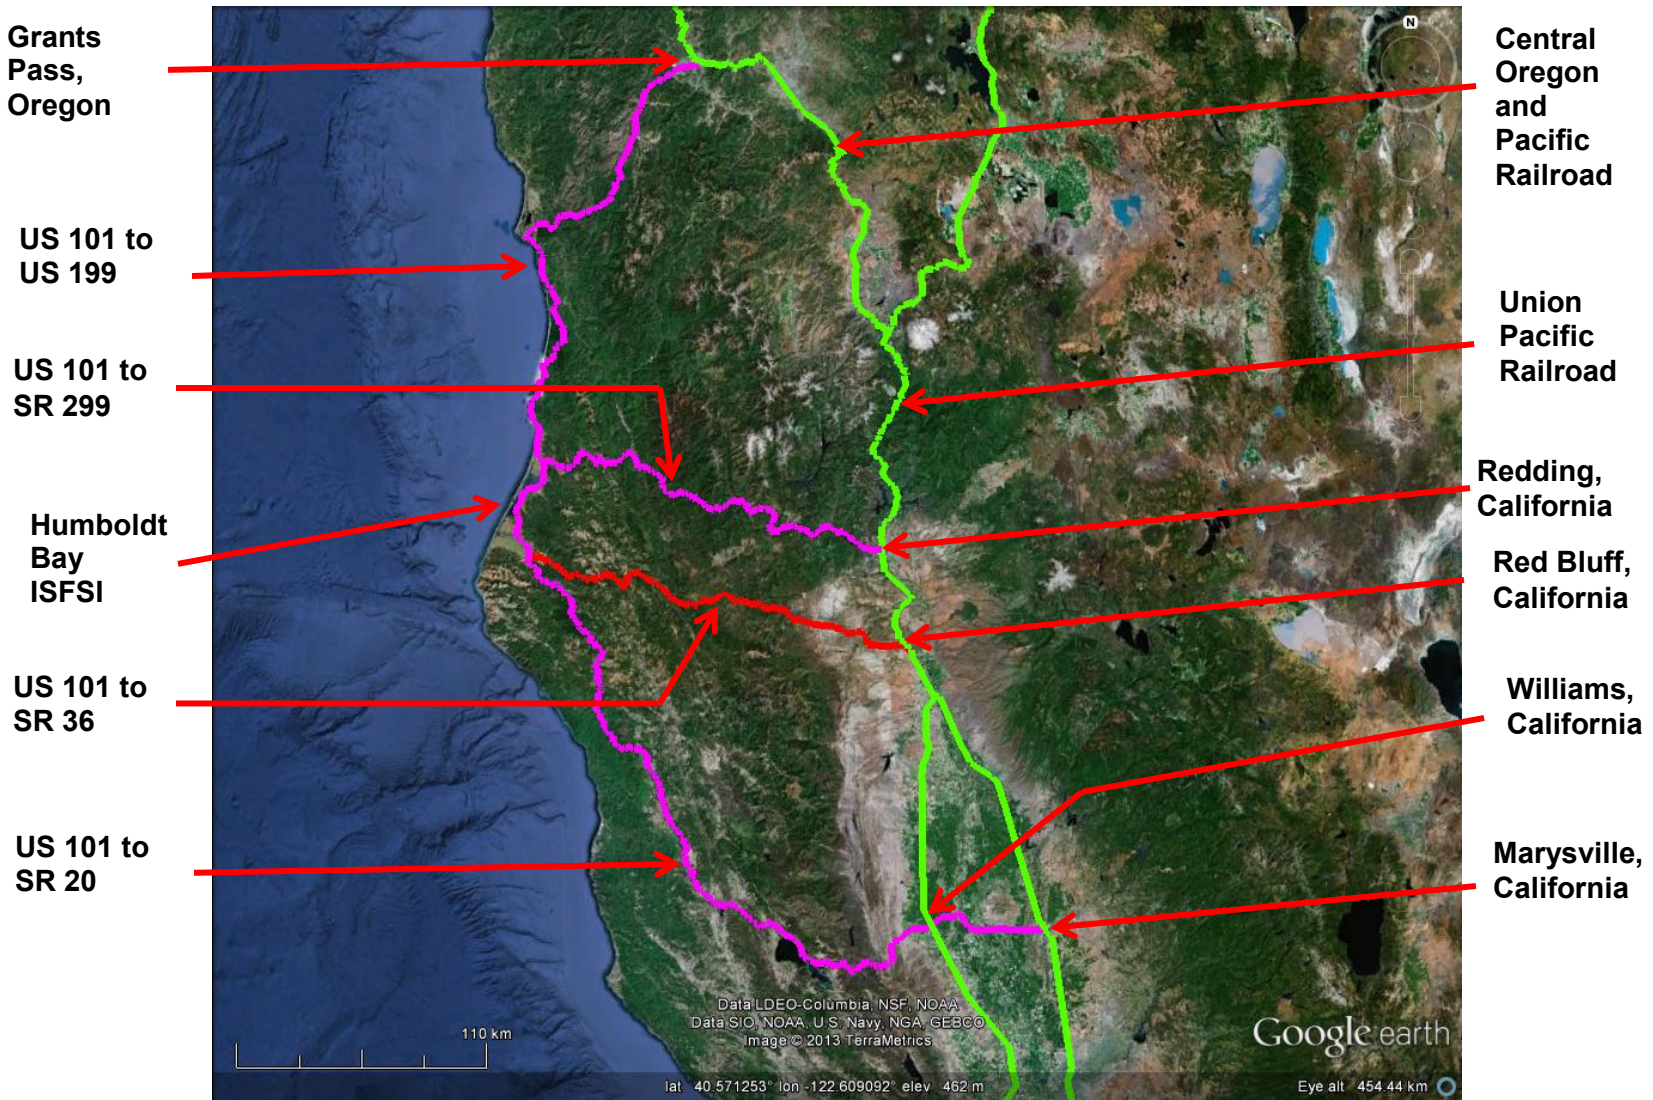 Grants
Pass,
Oregon
US 101 to
US 199
US 101 to
SR 299
Humboldt
Bay
ISFSI
US 101 to
SR 36
US 101 to
SR 20
N
Central
Oregon
and
Pacific
Railroad
Union
Pacific
Railroad
Redding,
California
Red Bluff,
California
Williams,
California
Marysville,
California
110 km
Data LDEO-Columbia, NSF, NOAA
Data SIO, NOAA, U.S. Navy, NGA, GEBCO
Image © 2013 TerraMetrics
Google earth
lat 40.571253° lon -122.609092° elev 462 m
Eye alt 454.44 km